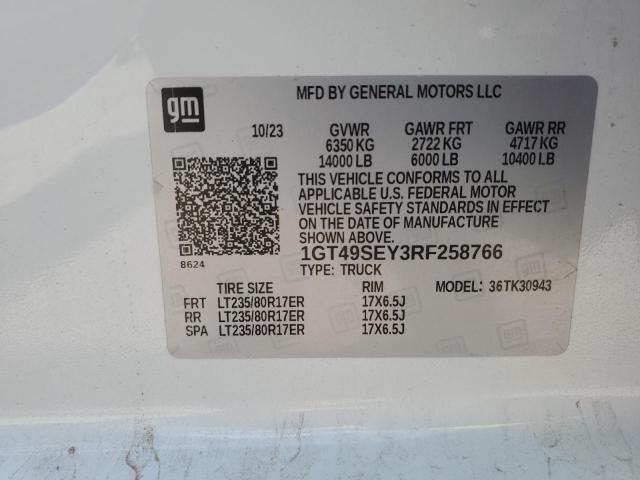 gm
MFD BY GENERAL MOTORS LLC
10/23 GVWR GAWR FRT GAWR RR
6350 KG 2722 KG 4717 KG
14000 LB 6000 LB 10400 LB
THIS VEHICLE CONFORMS TO ALL
APPLICABLE U.S. FEDERAL MOTOR
VEHICLE SAFETY STANDARDS IN EFFECT
ON THE DATE OF MANUFACTURE
SHOWN ABOVE.
8624
1GT49SEY3RF258766
TYPE: TRUCK
TIRE SIZE RIM MODEL: 36TK30943
FRT LT235/80R17ER 17X6.5J
RR LT235/80R17ER 17X6.5J
SPA LT235/80R17ER 17X6.5J